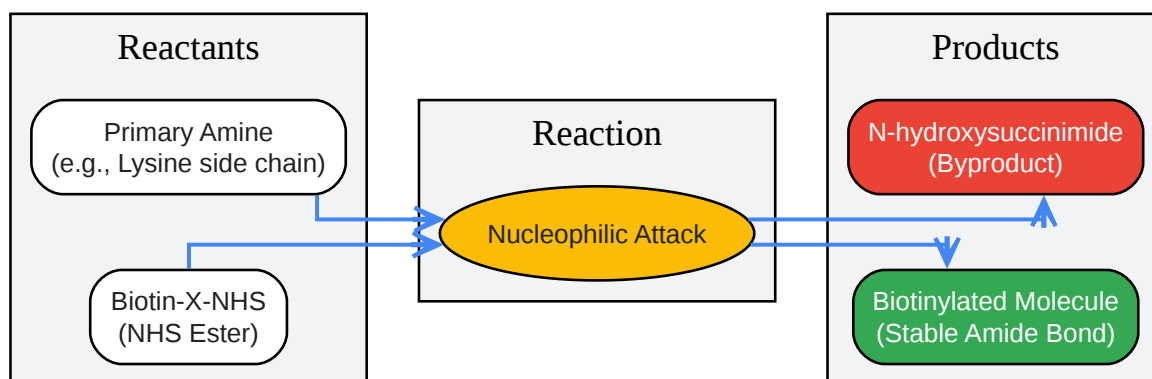 Reactants
Primary Amine
(e.g., Lysine side chain)
Biotin-X-NHS
(NHS Ester)
Reaction
Nucleophilic Attack
Products
N-hydroxysuccinimide
(Byproduct)
Biotinylated Molecule
(Stable Amide Bond)